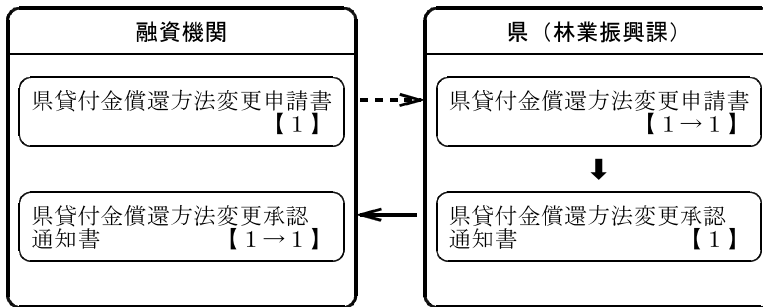 融資機関
県貸付金償還方法変更申請書
【1】
県貸付金償還方法変更承認
通知書 【1→1】
県（林業振興課）
県貸付金償還方法変更申請書
【1→1】
県貸付金償還方法変更承認
通知書 【1】